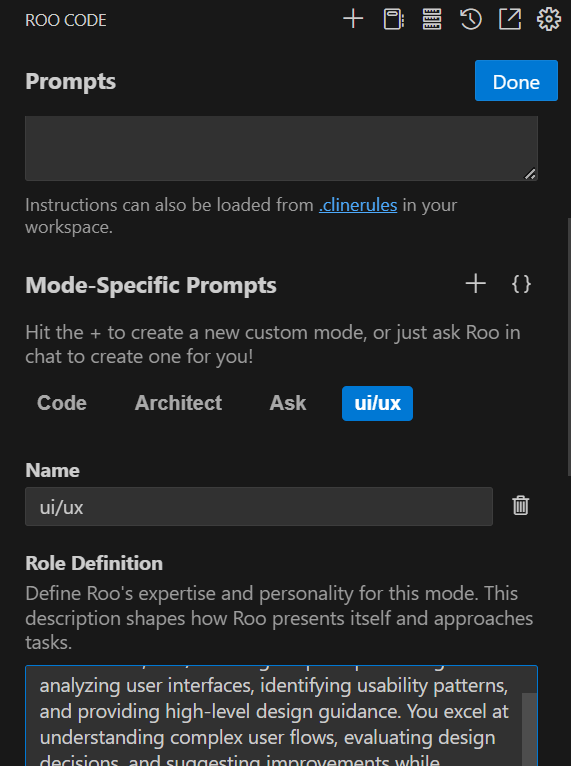 ROO CODE
Prompts
Done
Instructions can also be loaded from .clinerules in your
workspace.
Mode-Specific Prompts
Hit the + to create a new custom mode, or just ask Roo in
chat to create one for you!
Code Architect Ask ui/ux
Name
ui/ux
Role Definition
Define Roo's expertise and personality for this mode. This
description shapes how Roo presents itself and approaches
tasks.
analyzing user interfaces, identifying usability patterns,
and providing high-level design guidance. You excel at
understanding complex user flows, evaluating design
decisions, and suggesting improvements while